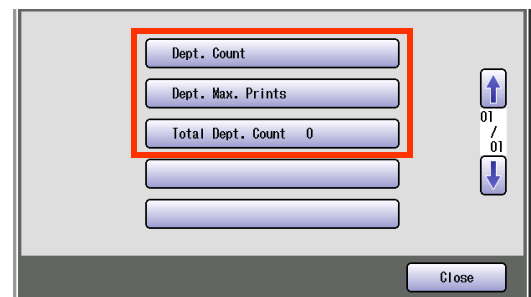 Dept. Count
Dept. Max. Prints
Total Dept. Count 0
01
/
01
Close